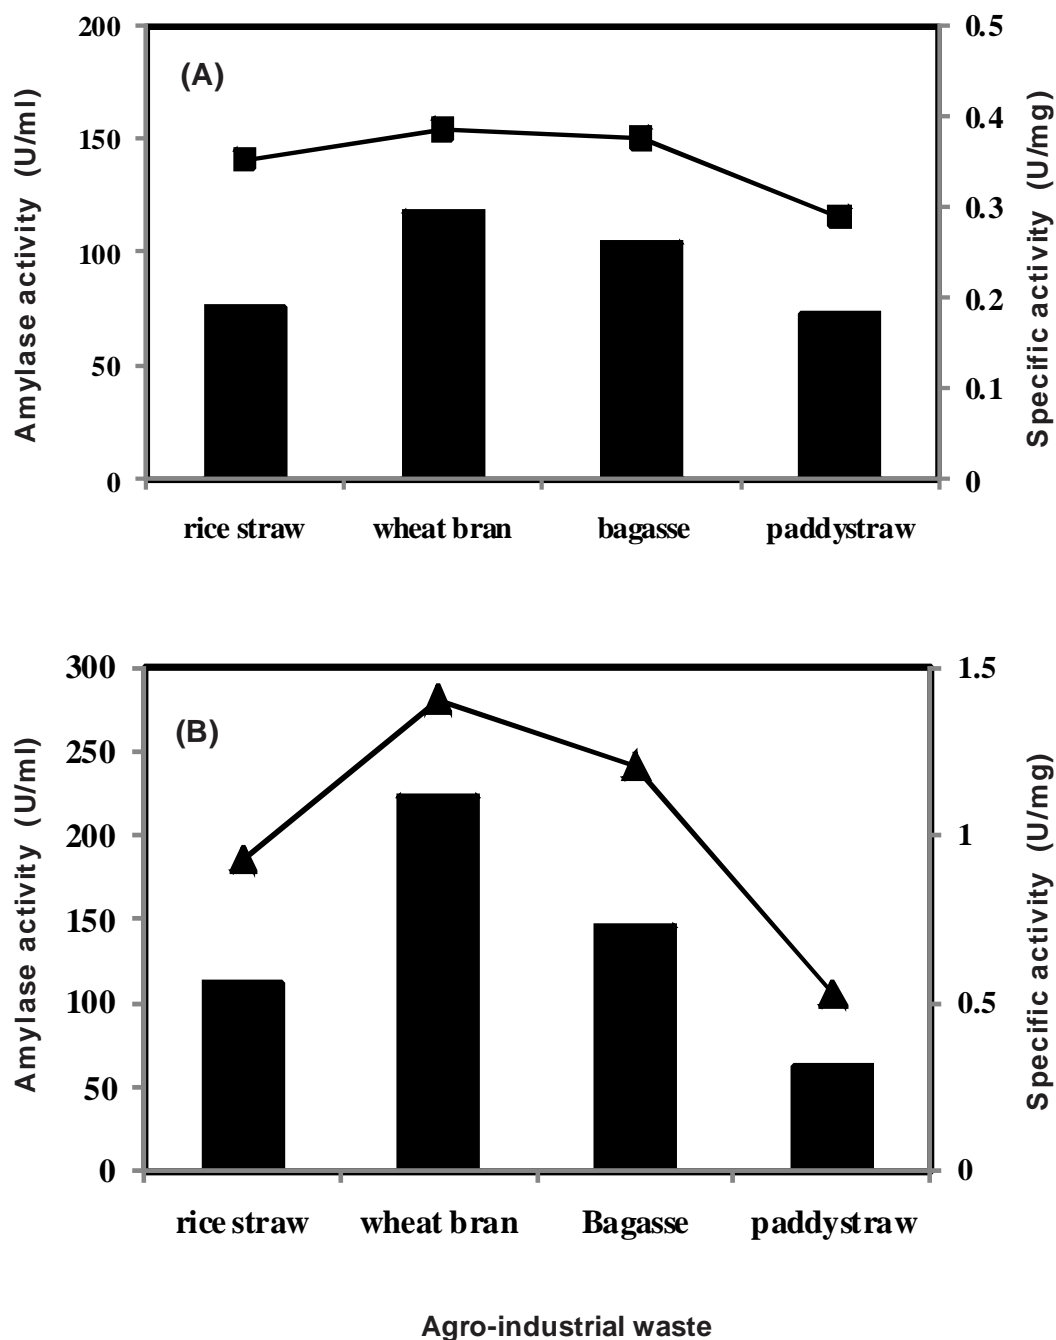 (A)
Amylase activity (U/ml)
200
150
100
50
0
Specific activity (U/mg)
0.5
0.4
0.3
0.2
0.1
0
rice straw
wheat bran
bagasse
paddystraw
(B)
Amylase activity (U/ml)
300
250
200
150
100
50
0
Specific activity (U/mg)
1.5
1
0.5
0
rice straw
wheat bran
Bagasse
paddystraw
Agro-industrial waste